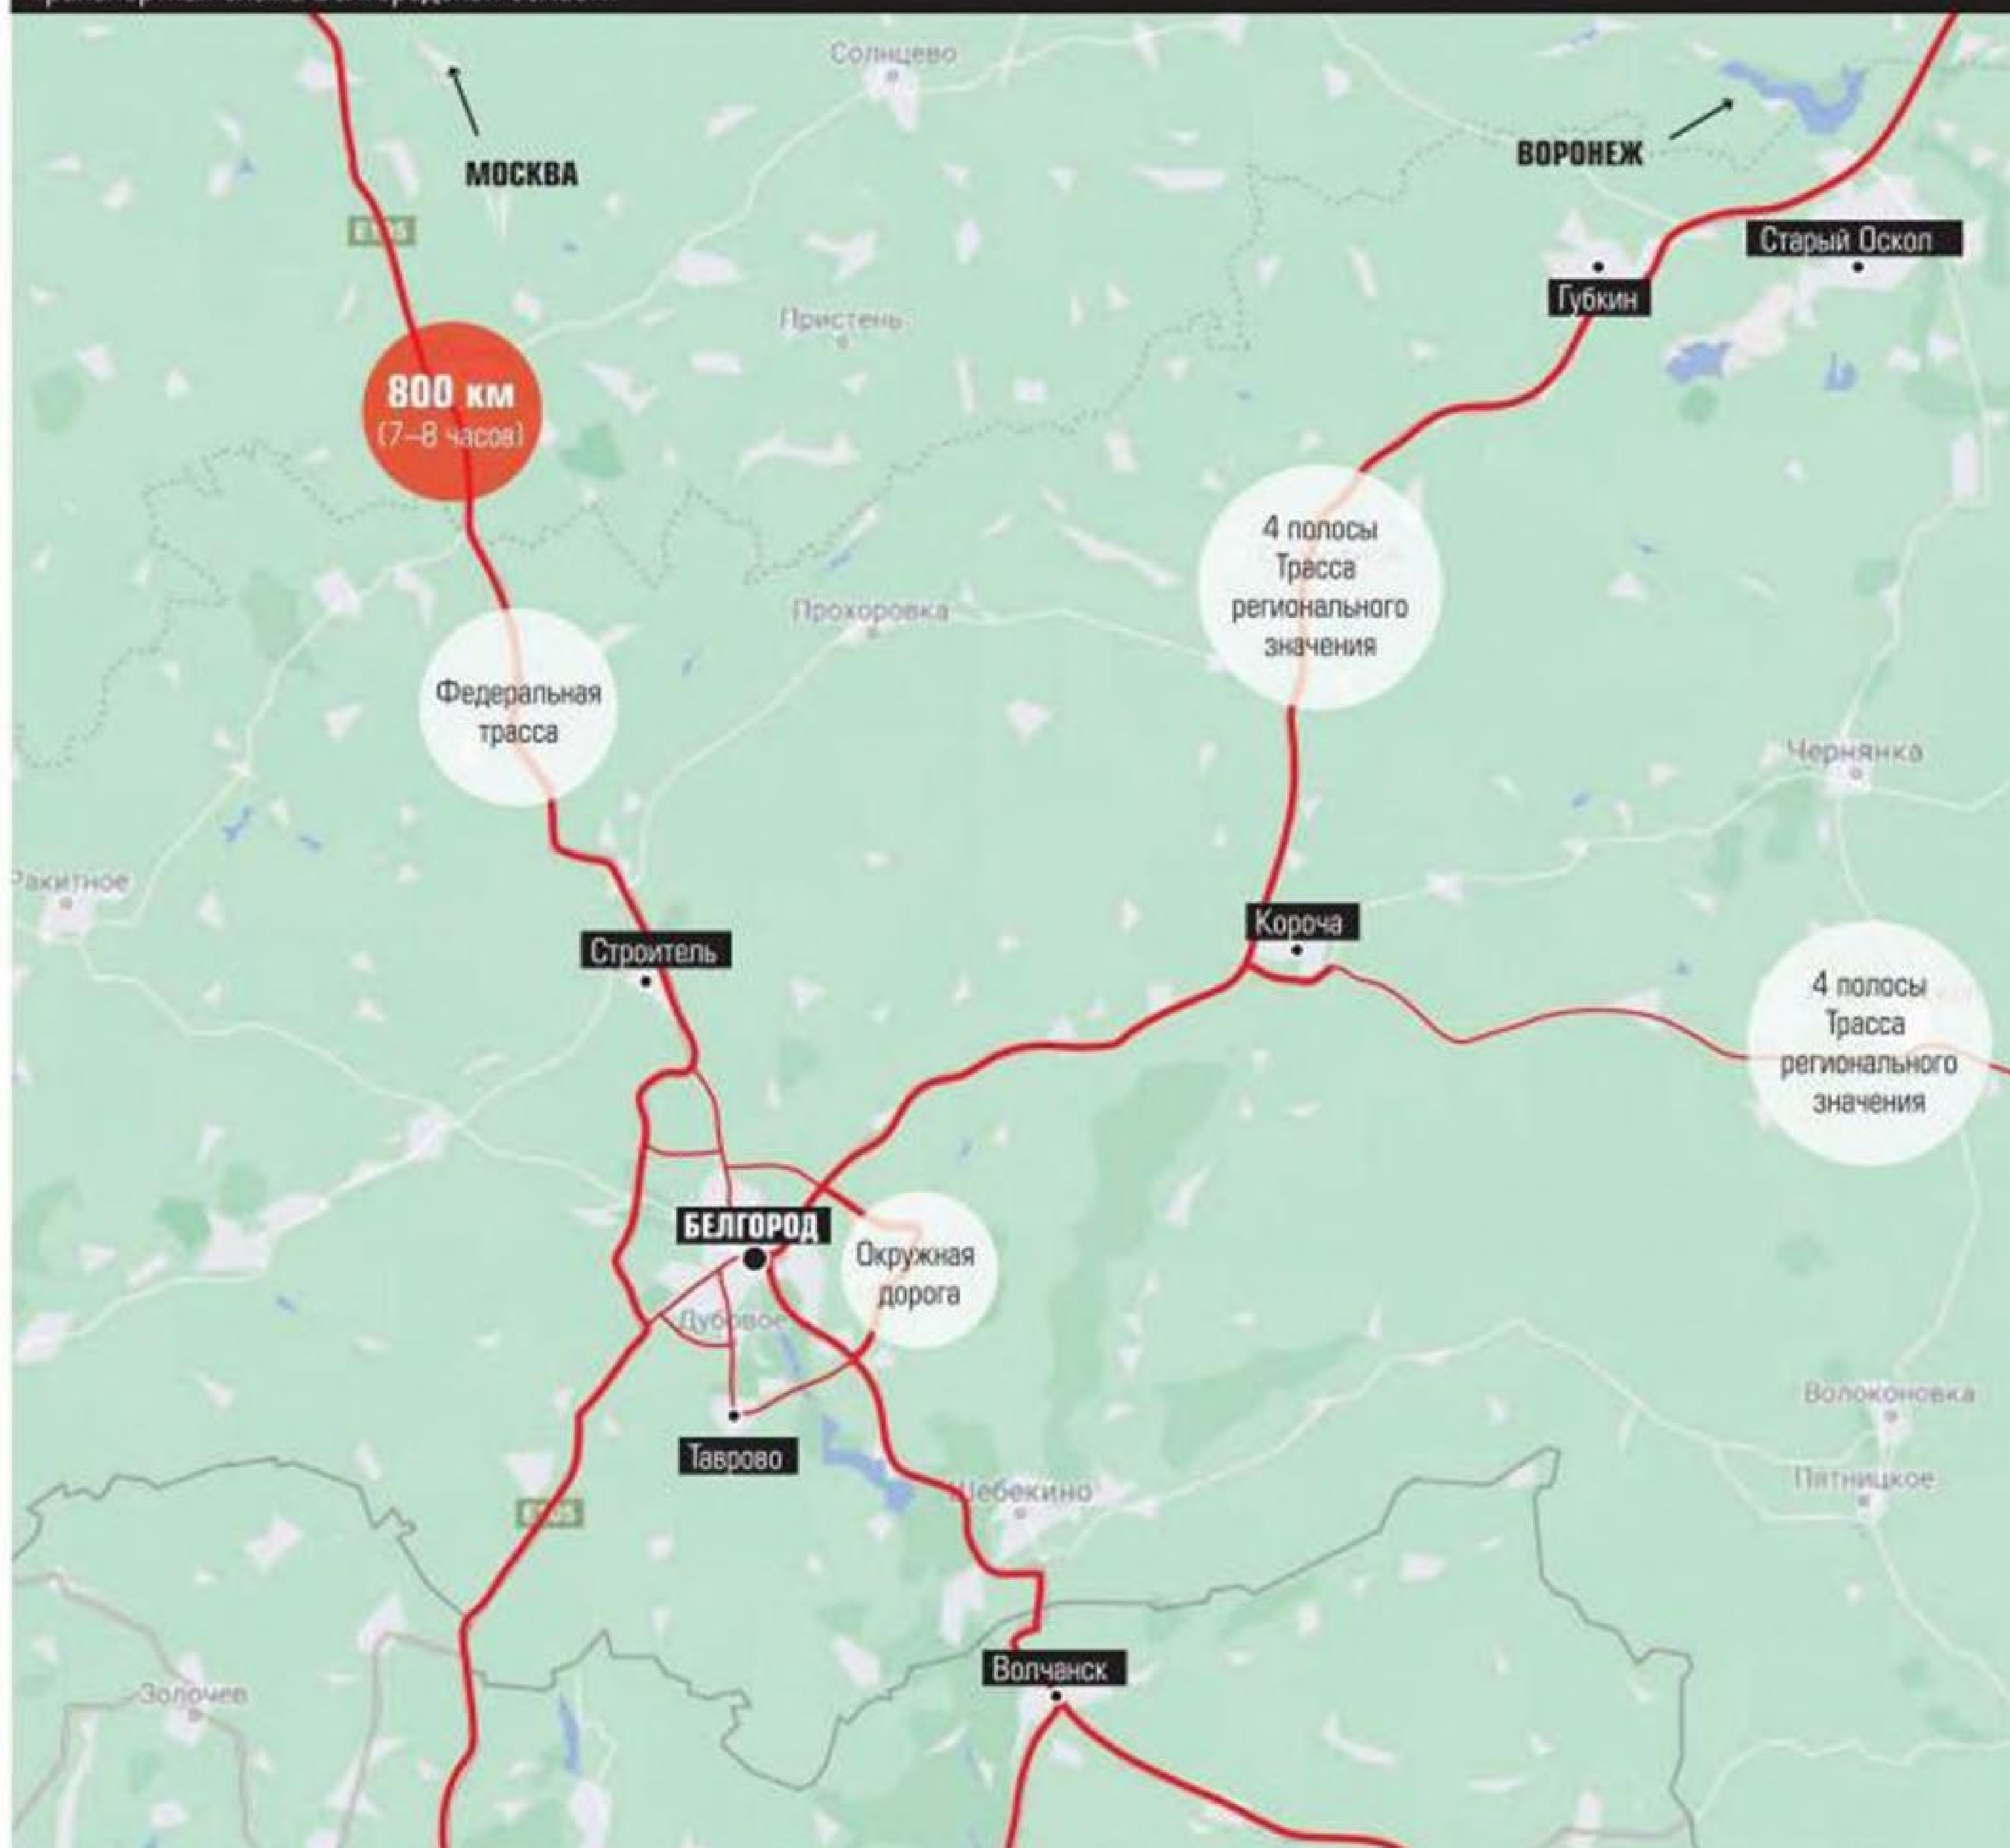 Солнцево
МОСКВА
ВОРОНЕЖ
Старый Оскол
Губкин
Пристень
800 км
(7–8 часов)
4 полосы
Трасса
регионального
значения
Прохоровка
Федеральная
трасса
Чернянка
Ракитное
Короча
Строитель
4 полосы
Трасса
регионального
значения
БЕЛГОРОД
Окружная
дорога
Дубовое
Волоконовка
Таврово
Пятницкое
Шебекино
Волчанск
Золочев